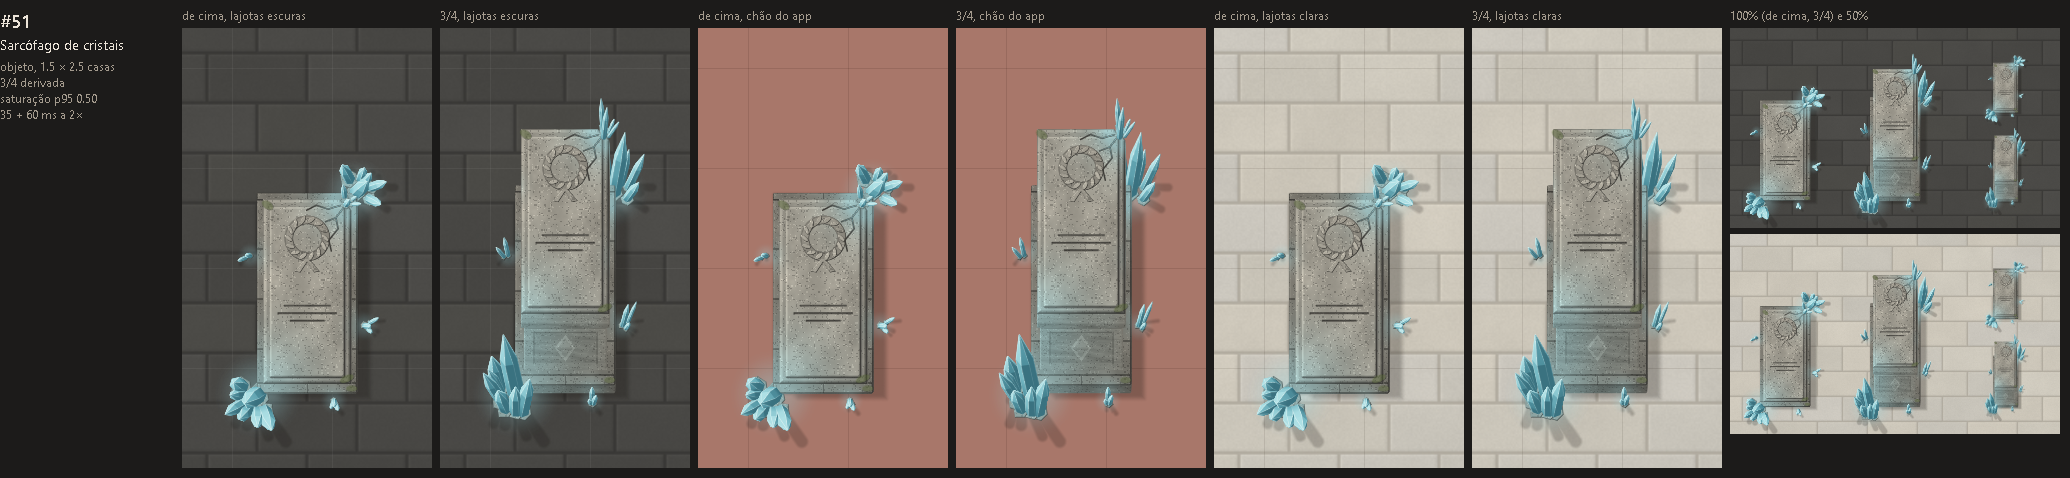 #51
Sarcófago de cristais
objeto, 1.5 × 2.5 casas
3/4 derivada
saturação p95 0.50
35 + 60 ms a 2×
de cima, lajotas escuras
3/4, lajotas escuras
de cima, chão do app
3/4, chão do app
de cima, lajotas claras
3/4, lajotas claras
100% (de cima, 3/4) e 50%